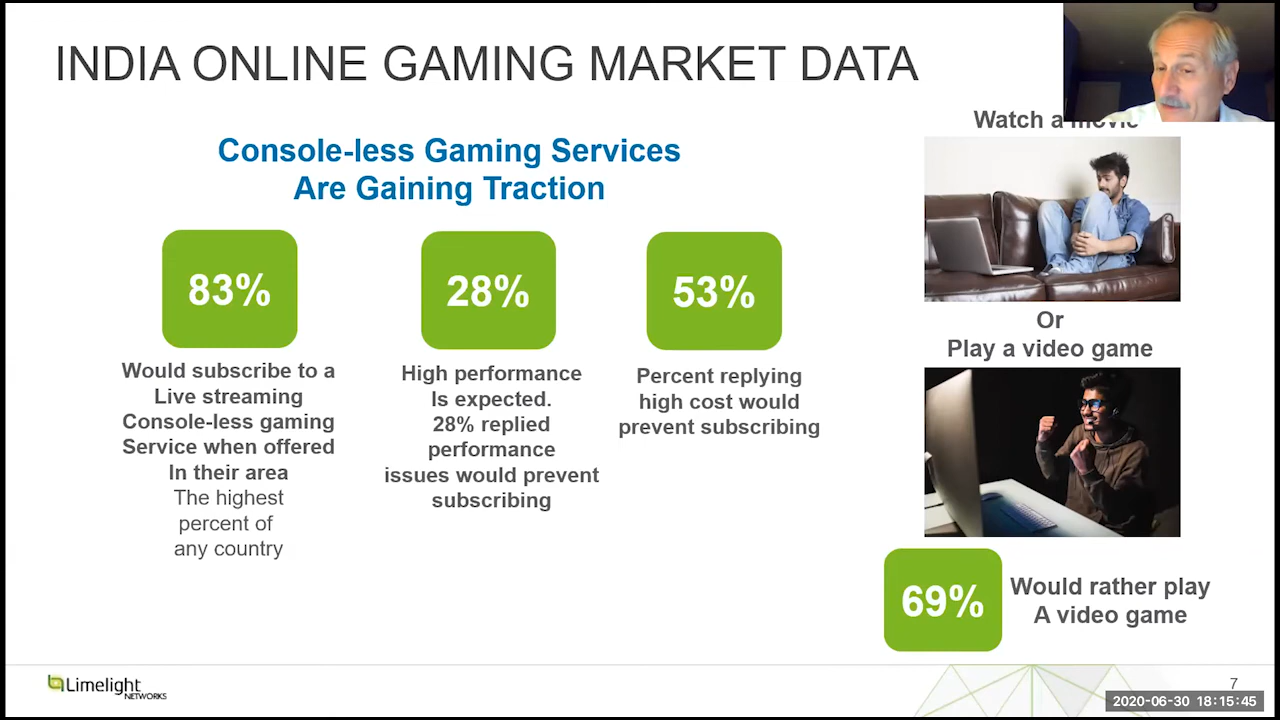 INDIA ONLINE GAMING MARKET DATA
Console-less Gaming Services
Are Gaining Traction
83%
Would subscribe to a
Live streaming
Console-less gaming
Service when offered
In their area
The highest
percent of
any country
28%
High performance
Is expected.
28% replied
performance
issues would prevent
subscribing
53%
Percent replying
high cost would
prevent subscribing
Watch a movie
Or
Play a video game
69%
Would rather play
A video game
Limelight
NETWORKS
7
2020-06-30 18:15:45